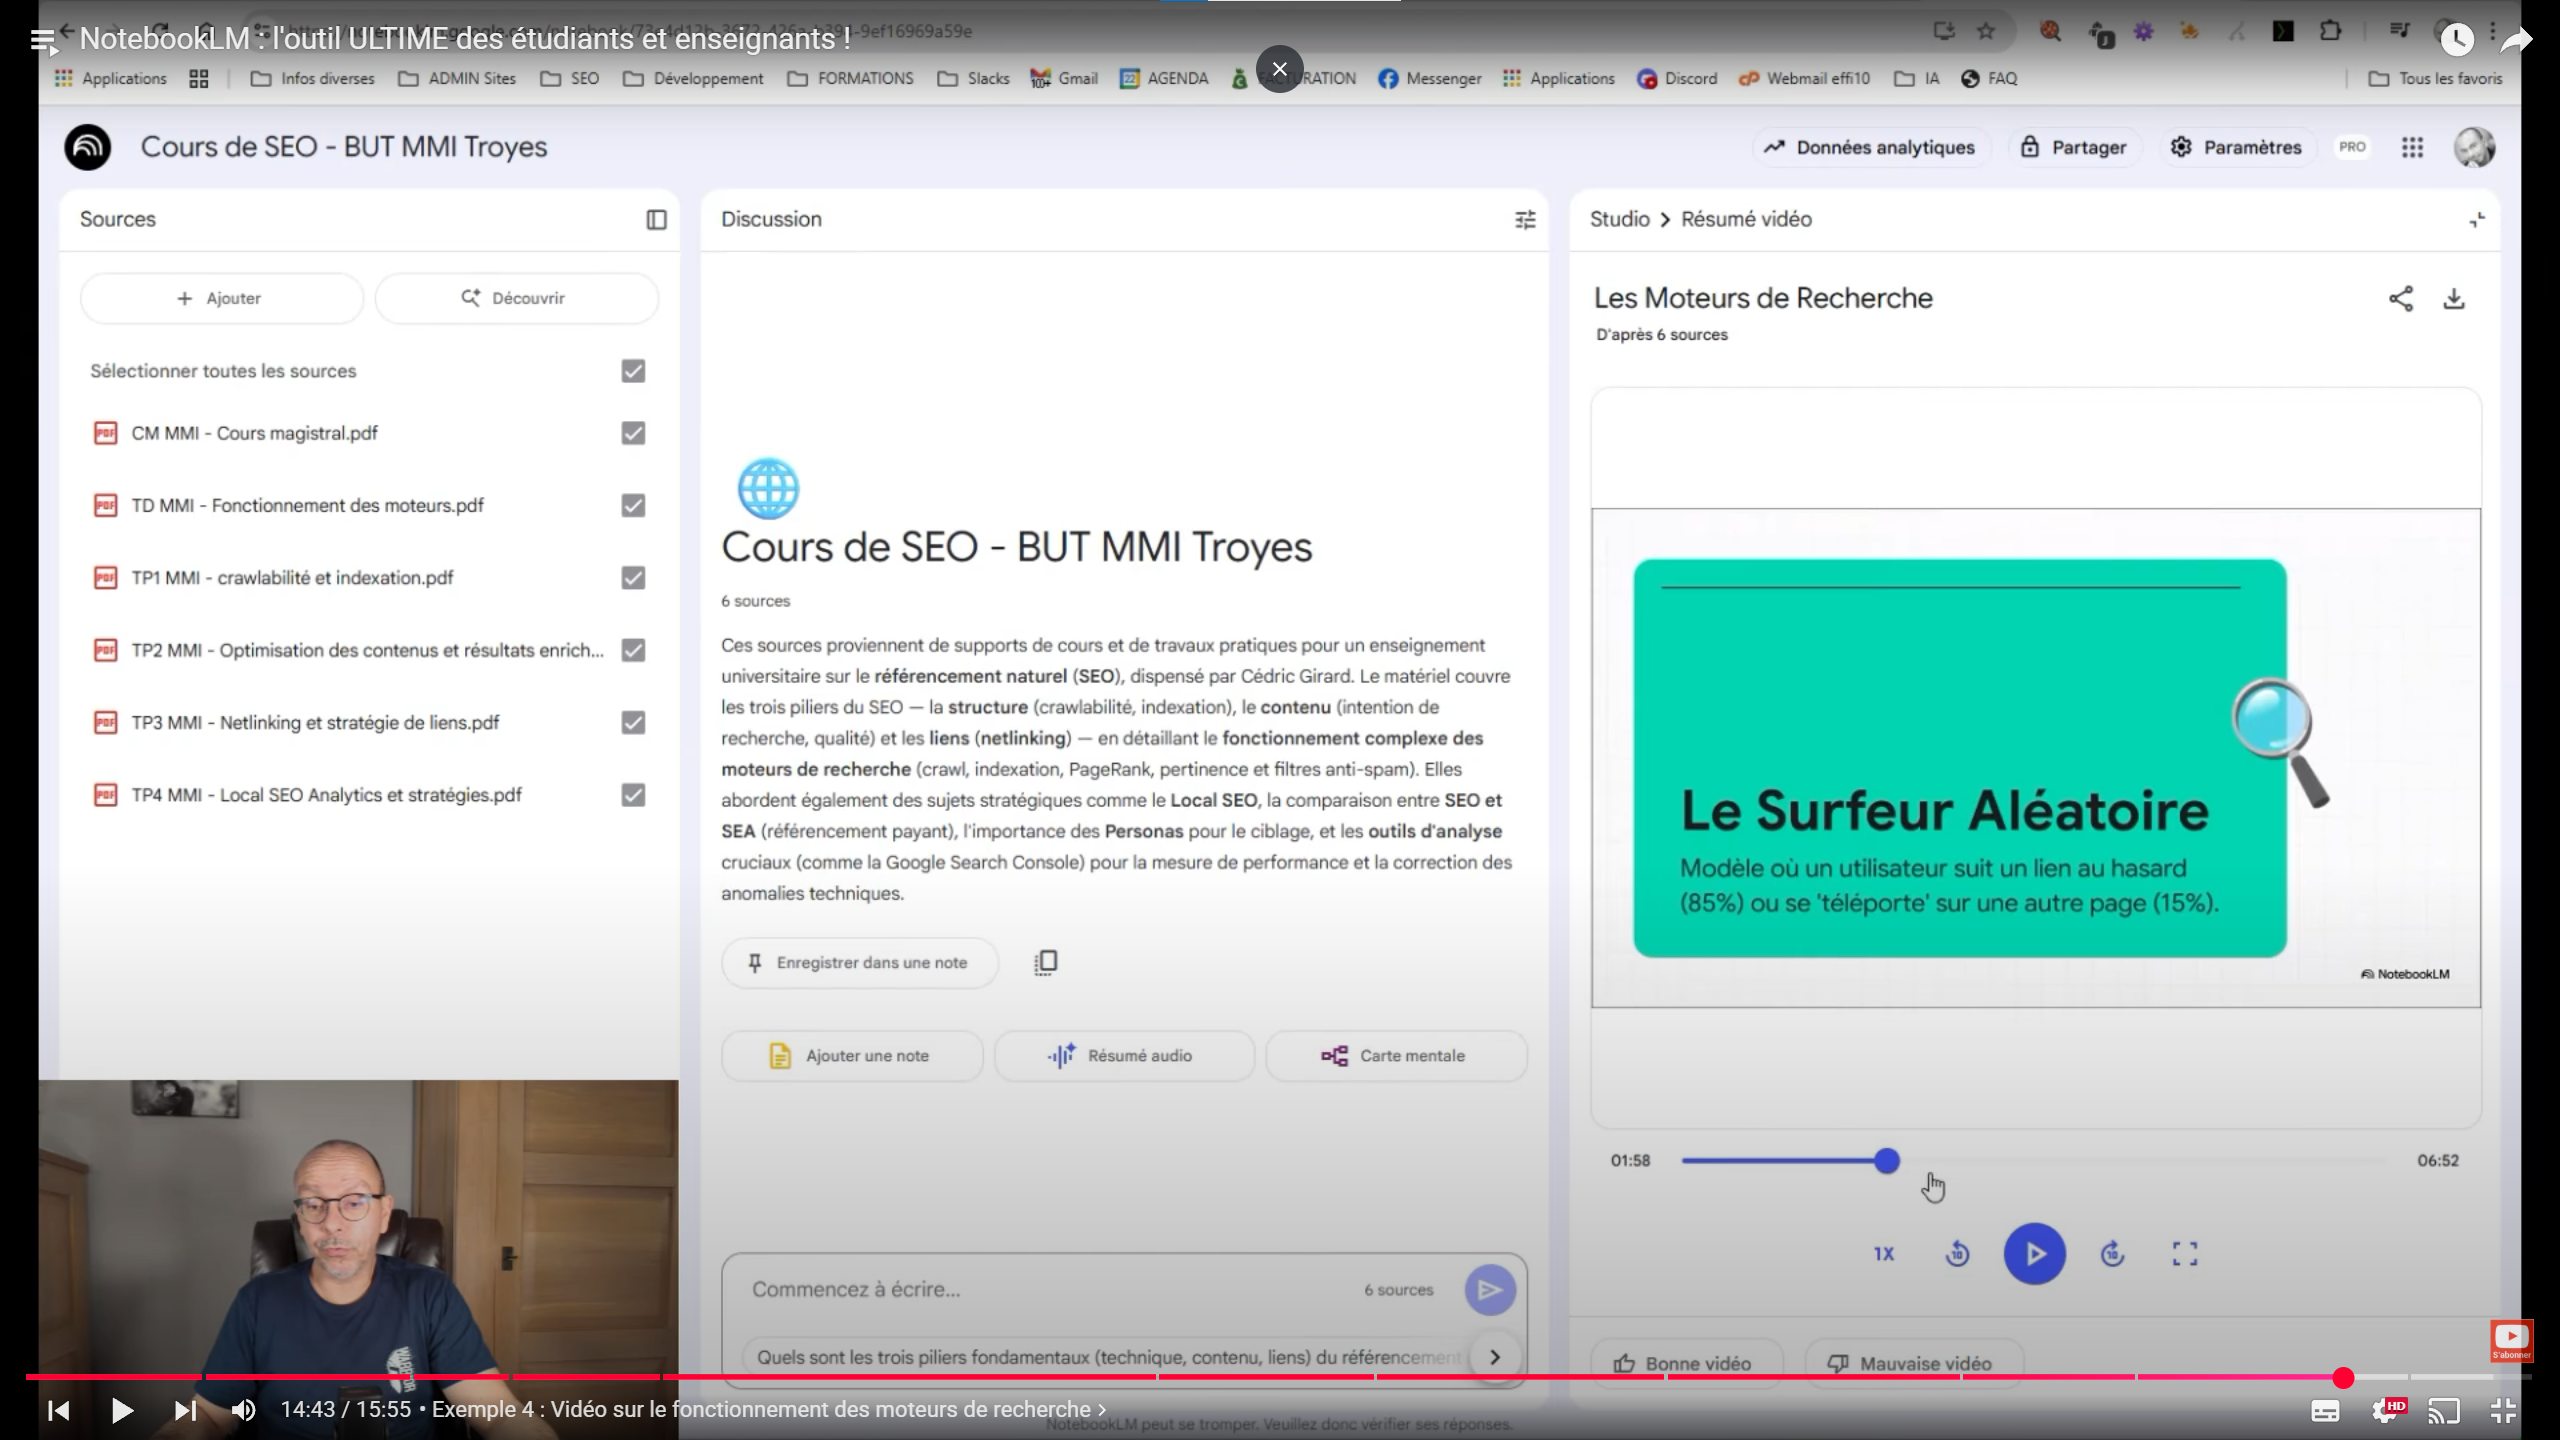 NotebookLM : l'outil ULTIME des étudiants et enseignants !
-9ef16969a59e
Applications
Infos diverses
ADMIN Sites
SEO
Développement
FORMATIONS
Slacks
Gmail
AGENDA
FACTURATION
Messenger
Applications
Discord
Webmail effi10
IA
FAQ
Tous les favoris
Cours de SEO - BUT MMI Troyes
Données analytiques
Partager
Paramètres
PRO
Sources
Ajouter
Découvrir
Sélectionner toutes les sources
CM MMI - Cours magistral.pdf
TD MMI - Fonctionnement des moteurs.pdf
TP1 MMI - crawlabilité et indexation.pdf
TP2 MMI - Optimisation des contenus et résultats enrich...
TP3 MMI - Netlinking et stratégie de liens.pdf
TP4 MMI - Local SEO Analytics et stratégies.pdf
Discussion
Cours de SEO - BUT MMI Troyes
6 sources
Ces sources proviennent de supports de cours et de travaux pratiques pour un enseignement
universitaire sur le référencement naturel (SEO), dispensé par Cédric Girard. Le matériel couvre
les trois piliers du SEO — la structure (crawlabilité, indexation), le contenu (intention de
recherche, qualité) et les liens (netlinking) — en détaillant le fonctionnement complexe des
moteurs de recherche (crawl, indexation, PageRank, pertinence et filtres anti-spam). Elles
abordent également des sujets stratégiques comme le Local SEO, la comparaison entre SEO et
SEA (référencement payant), l'importance des Personas pour le ciblage, et les outils d'analyse
cruciaux (comme la Google Search Console) pour la mesure de performance et la correction des
anomalies techniques.
Enregistrer dans une note
Ajouter une note
Résumé audio
Carte mentale
Commencez à écrire...
6 sources
Quels sont les trois piliers fondamentaux (technique, contenu, liens) du référencement
NotebookLM peut se tromper. Veuillez donc vérifier ses réponses.
Studio > Résumé vidéo
Les Moteurs de Recherche
D'après 6 sources
Le Surfeur Aléatoire
Modèle où un utilisateur suit un lien au hasard
(85%) ou se 'téléporte' sur une autre page (15%).
NotebookLM
01:58
06:52
1X
10
10
Bonne vidéo
Mauvaise vidéo
S'abonner
14:43 / 15:55 • Exemple 4 : Vidéo sur le fonctionnement des moteurs de recherche >
HD